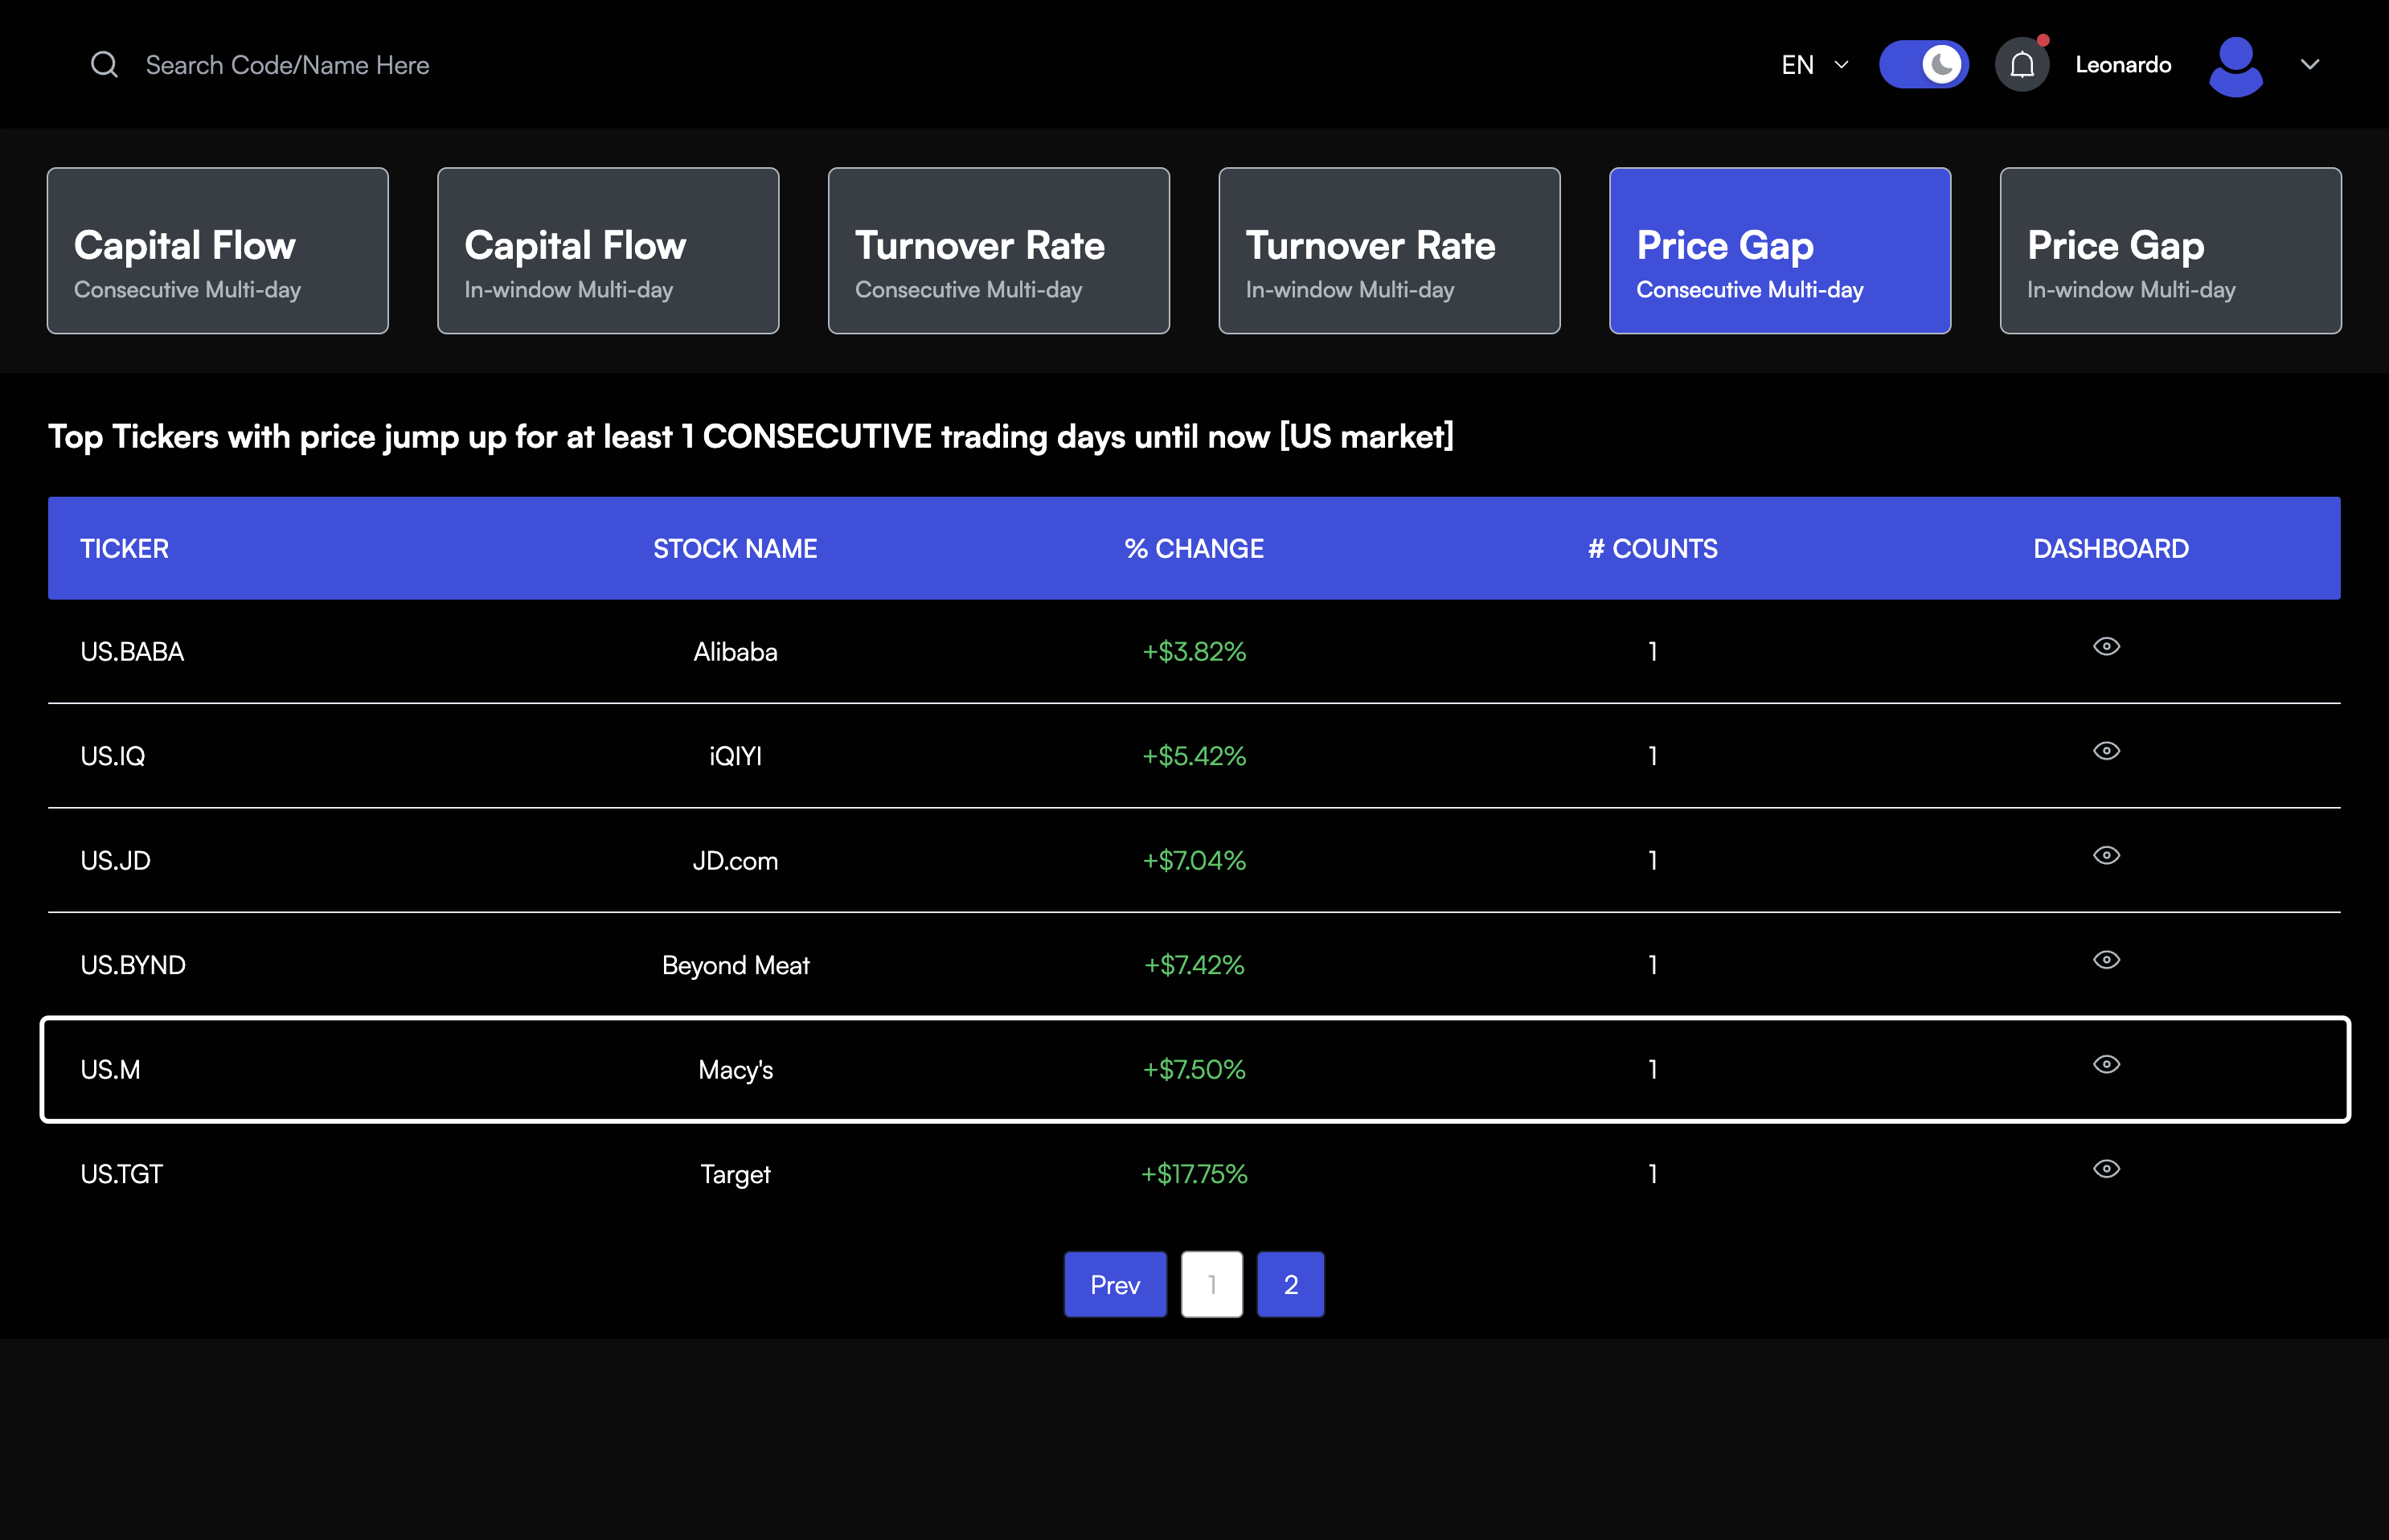 Search Code/Name Here
EN
Leonardo
Capital Flow
Consecutive Multi-day
Capital Flow
In-window Multi-day
Turnover Rate
Consecutive Multi-day
Turnover Rate
In-window Multi-day
Price Gap
Consecutive Multi-day
Price Gap
In-window Multi-day
Top Tickers with price jump up for at least 1 CONSECUTIVE trading days until now [US market]
TICKER STOCK NAME % CHANGE # COUNTS DASHBOARD
US.BABA Alibaba +$3.82% 1
US.IQ iQIYI +$5.42% 1
US.JD JD.com +$7.04% 1
US.BYND Beyond Meat +$7.42% 1
US.M Macy's +$7.50% 1
US.TGT Target +$17.75% 1
Prev 1 2